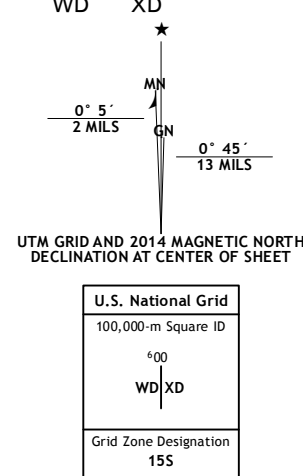 WD XD
★
MN
0° 5´
2 MILS
GN
0° 45´
13 MILS
UTM GRID AND 2014 MAGNETIC NORTH
DECLINATION AT CENTER OF SHEET
U.S. National Grid
100,000-m Square ID
⁶00
WD XD
Grid Zone Designation
15S